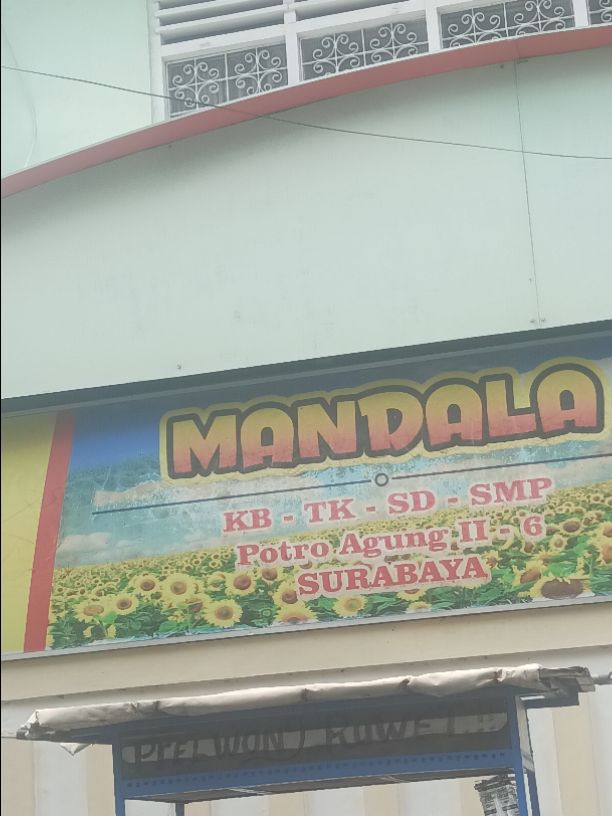 MANDALA
KB - TK - SD - SMP
Potro Agung II - 6
SURABAYA